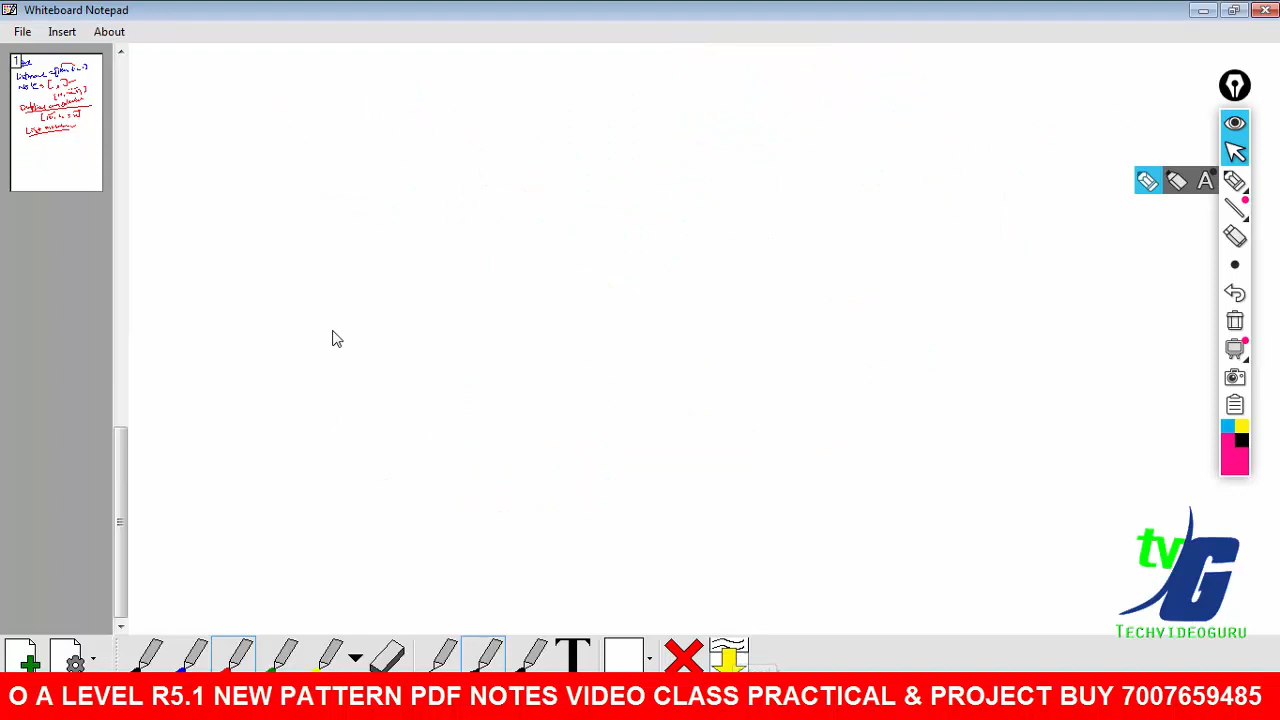 Whiteboard Notepad
File Insert About
1
A
T
tvG
TECHVIDEOGURU
O A LEVEL R5.1 NEW PATTERN PDF NOTES VIDEO CLASS PRACTICAL & PROJECT BUY 7007659485